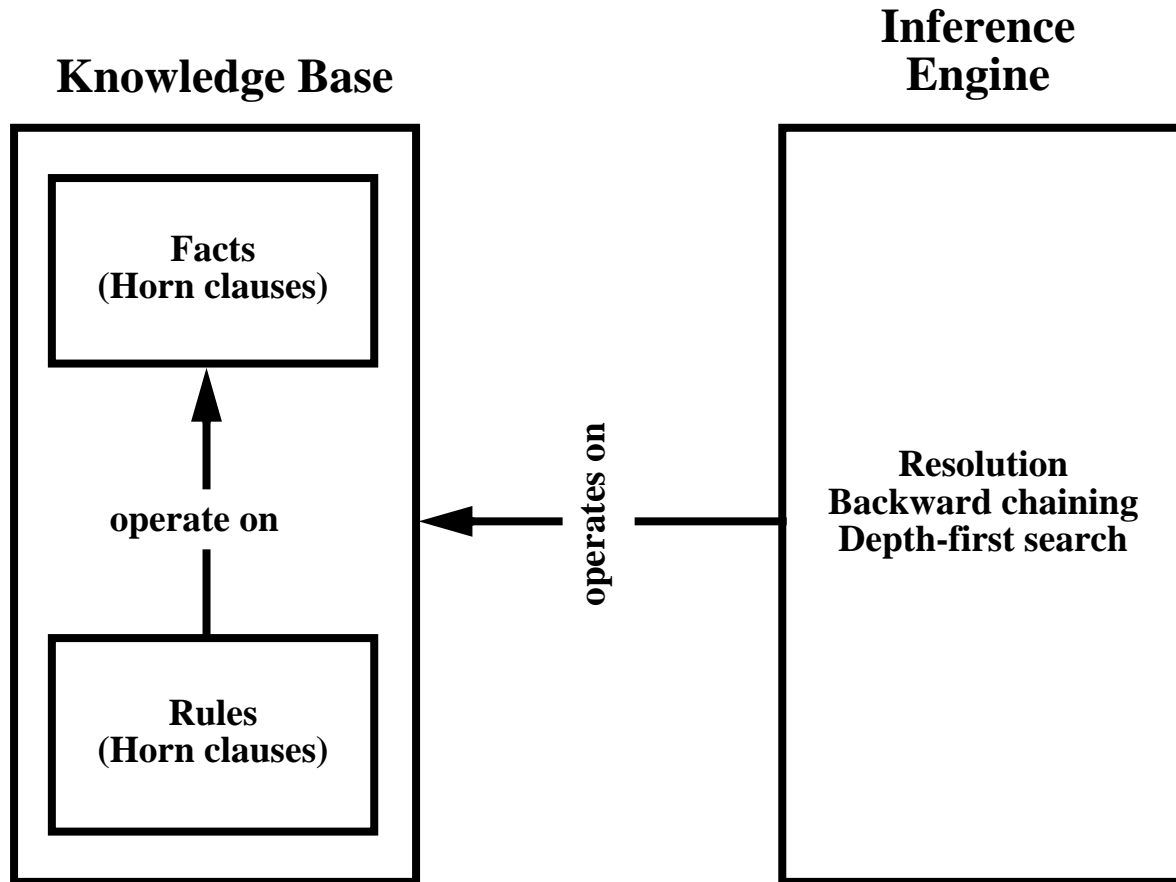 Knowledge Base
Inference
Engine
Facts
(Horn clauses)
operate on
Rules
(Horn clauses)
operates on
Resolution
Backward chaining
Depth-first search